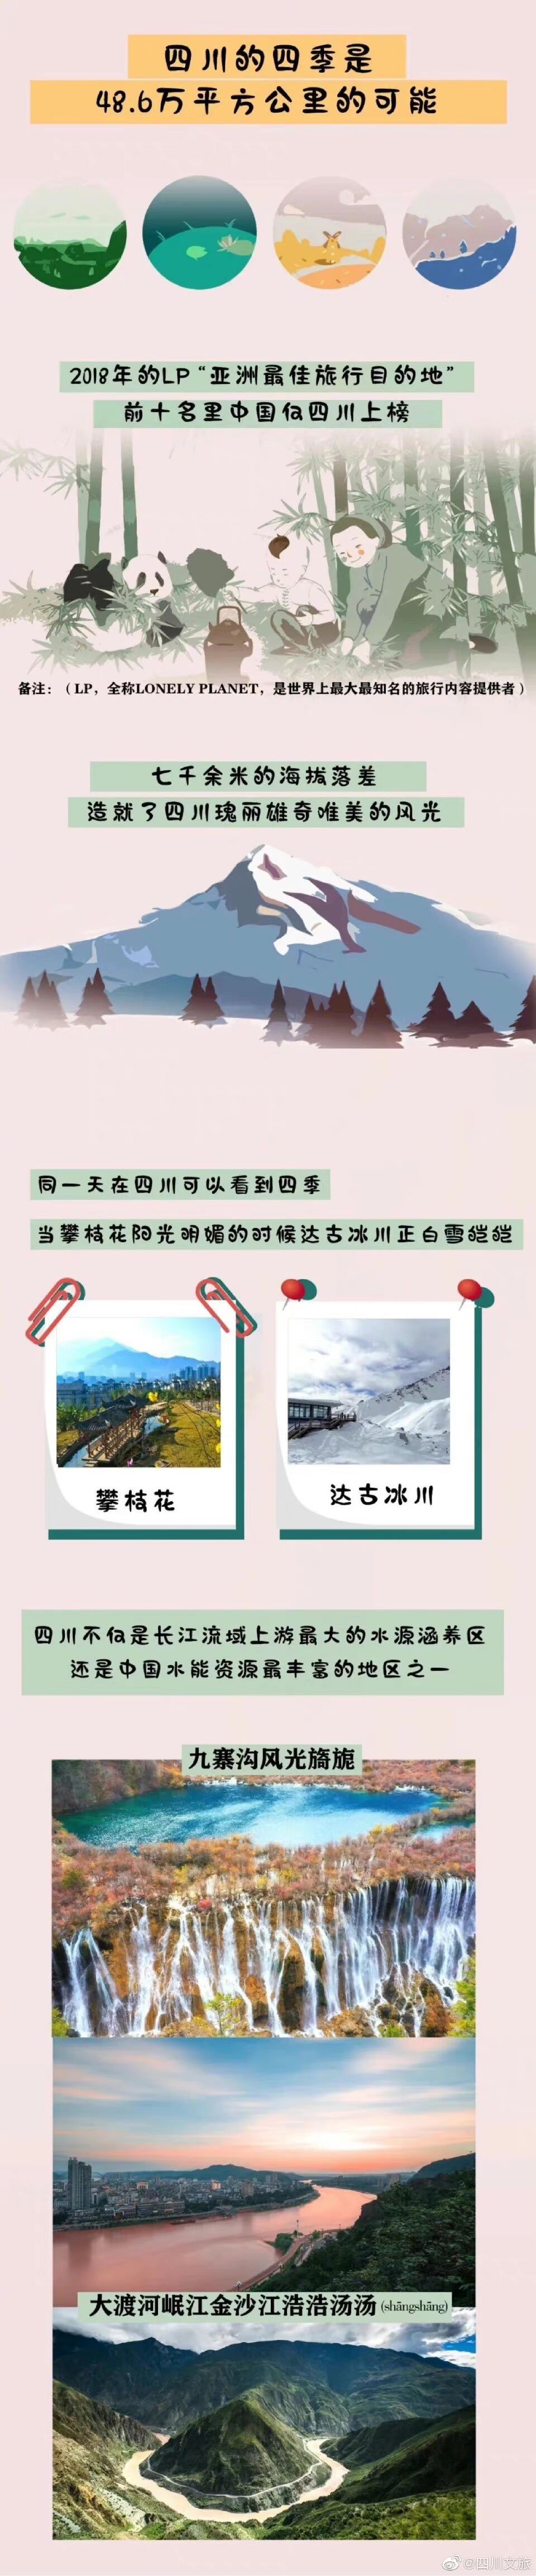 四川的四季是
48.6万平方公里的可能
2018年的LP“亚洲最佳旅行目的地”
前十名里中国仅四川上榜
备注：（LP，全称LONELY PLANET，是世界上最大最知名的旅行内容提供者）
七千余米的海拔落差
造就了四川瑰丽雄奇唯美的风光
同一天在四川可以看到四季
当攀枝花阳光明媚的时候达古冰川正白雪皑皑
攀枝花
达古冰川
四川不仅是长江流域上游最大的水源涵养区
还是中国水能资源最丰富的地区之一
九寨沟风光旖旎
大渡河岷江金沙江浩浩汤汤(shāngshāng)
@四川文旅